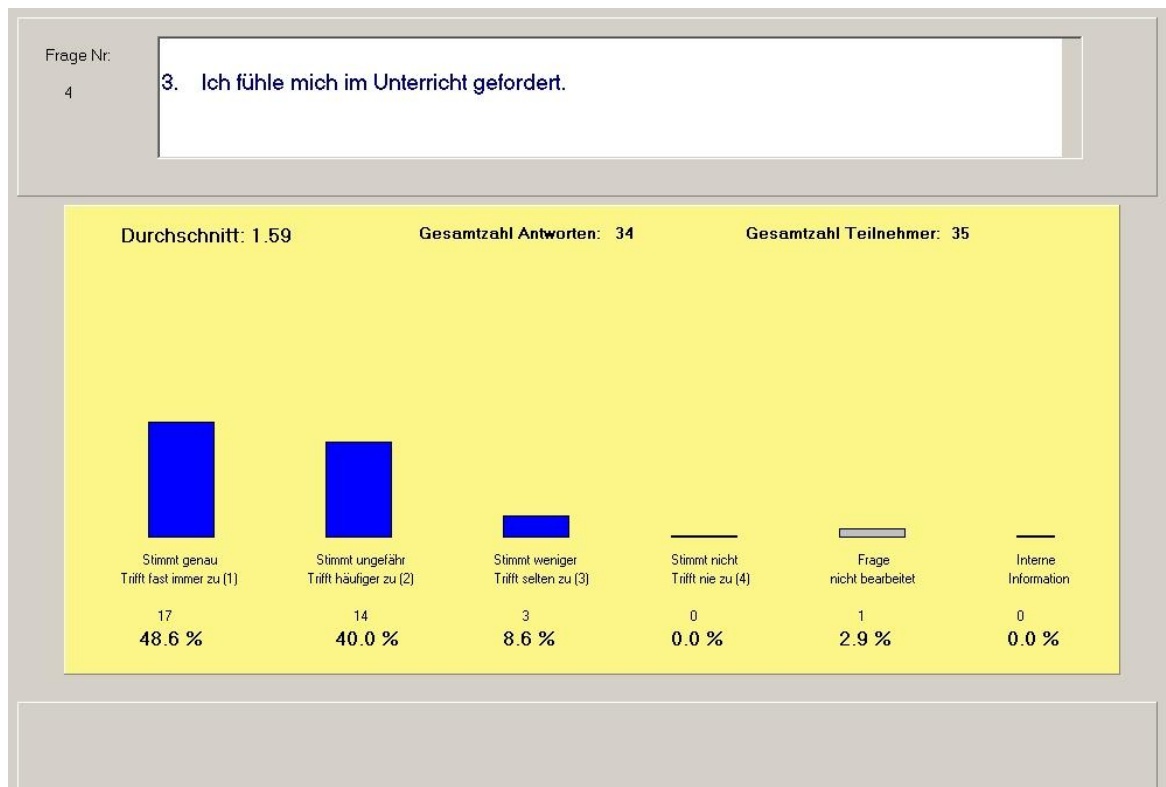 Frage Nr:
4
3. Ich fühle mich im Unterricht gefordert.
Durchschnitt: 1.59 Gesamtzahl Antworten: 34 Gesamtzahl Teilnehmer: 35
Stimmt genau Stimmt ungefähr Stimmt weniger Stimmt nicht Frage Interne
Trifft fast immer zu (1) Trifft häufiger zu (2) Trifft selten zu (3) Trifft nie zu (4) nicht bearbeitet Information
17 14 3 0 1 0
48.6 % 40.0 % 8.6 % 0.0 % 2.9 % 0.0 %